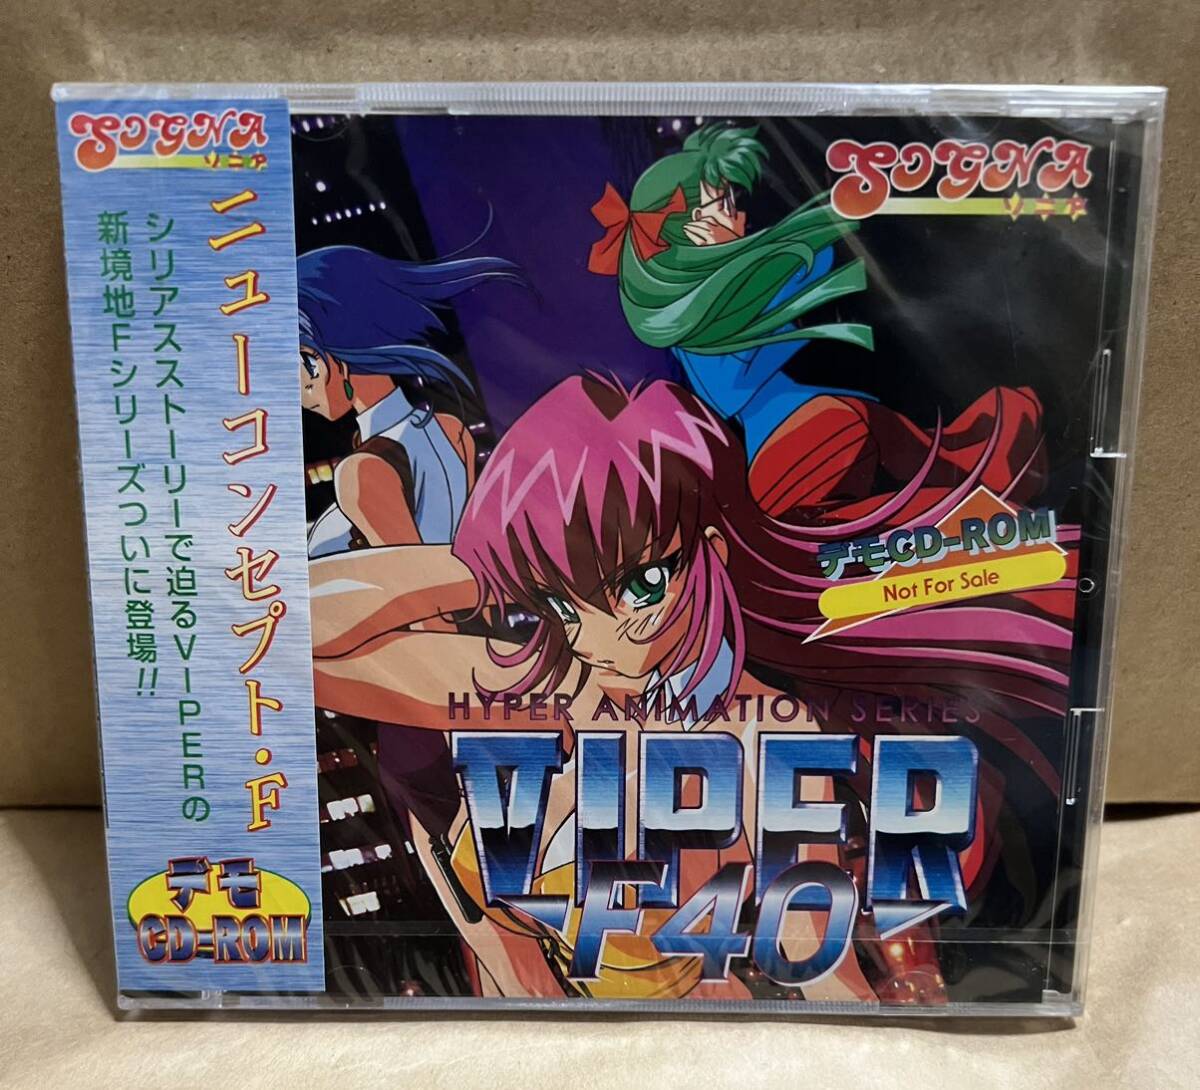 SOGNA
ソニア
ニューコンセプト・F
シリアスストーリーで迫るVIPERの
新境地Fシリーズついに登場!!
デモ
CD-ROM
SOGNA
ソニア
デモCD-ROM
Not For Sale
HYPER ANIMATION SERIES
VIPER
F40